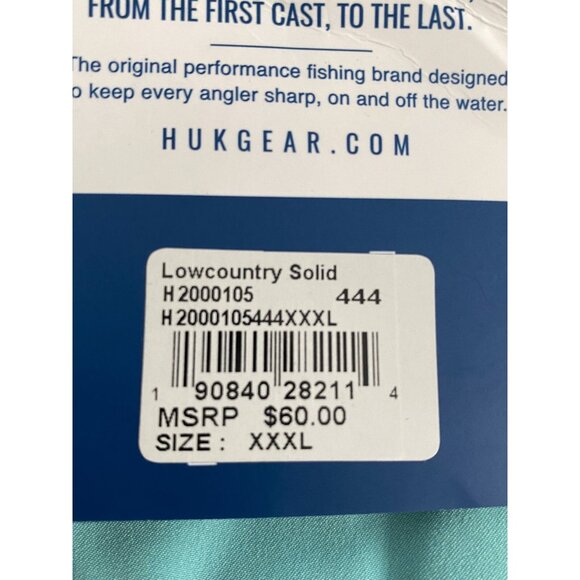 FROM THE FIRST CAST, TO THE LAST.
The original performance fishing brand designed
to keep every angler sharp, on and off the water.
HUKGEAR.COM
Lowcountry Solid
H2000105 444
H2000105444XXXL
1 90840 28211 4
MSRP $60.00
SIZE : XXXL